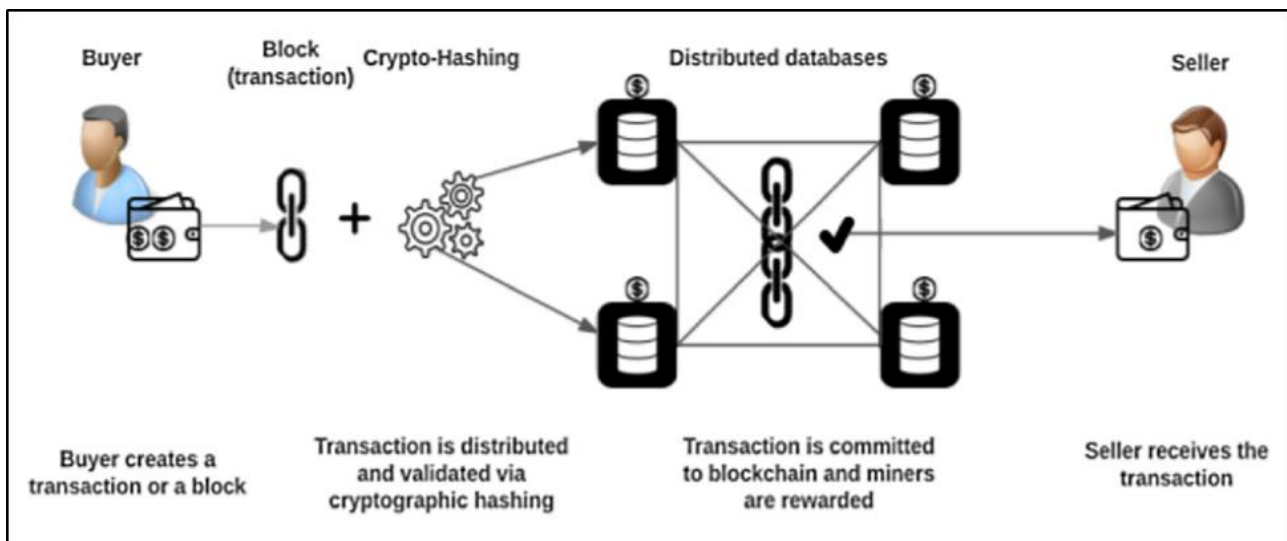 Buyer
Block
(transaction)
Crypto-Hashing
Distributed databases
Seller
$
$
$ $
$
$
$
Buyer creates a
transaction or a block
Transaction is distributed
and validated via
cryptographic hashing
Transaction is committed
to blockchain and miners
are rewarded
Seller receives the
transaction